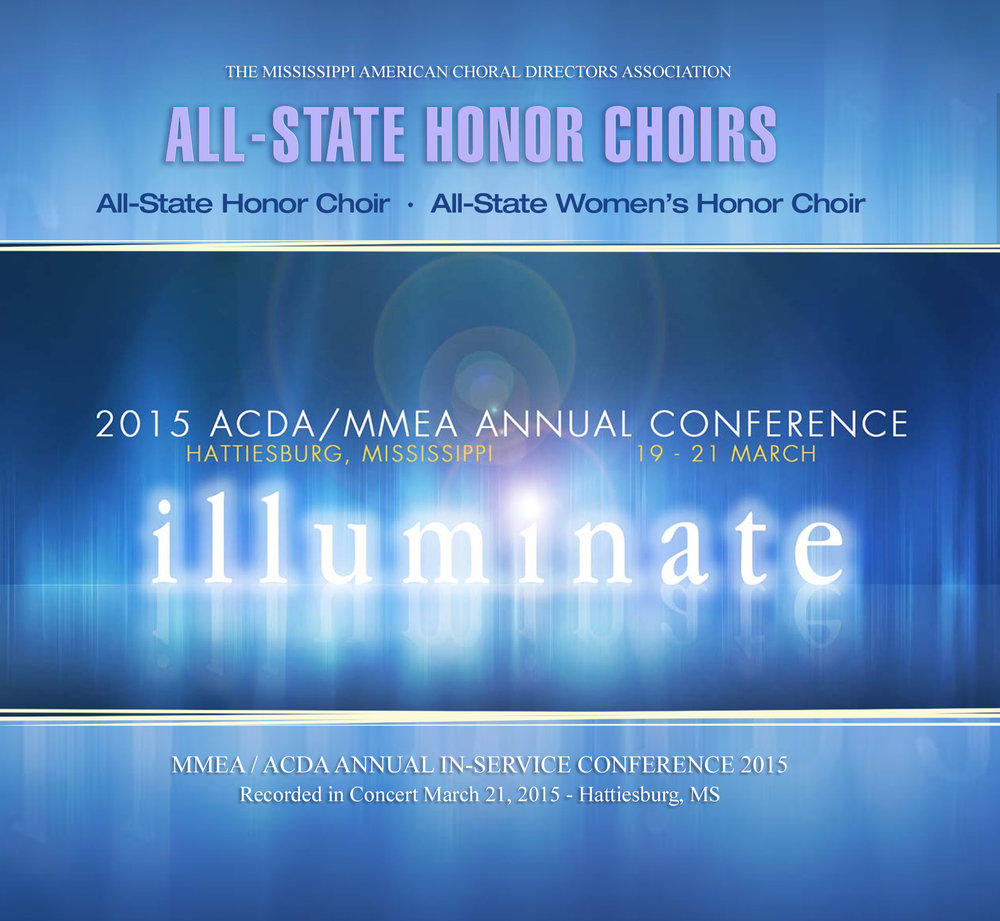 THE MISSISSIPPI AMERICAN CHORAL DIRECTORS ASSOCIATION
ALL-STATE HONOR CHOIRS
All-State Honor Choir · All-State Women's Honor Choir
2015 ACDA/MMEA ANNUAL CONFERENCE
HATTIESBURG, MISSISSIPPI 19 - 21 MARCH
illuminate
MMEA / ACDA ANNUAL IN-SERVICE CONFERENCE 2015
Recorded in Concert March 21, 2015 - Hattiesburg, MS